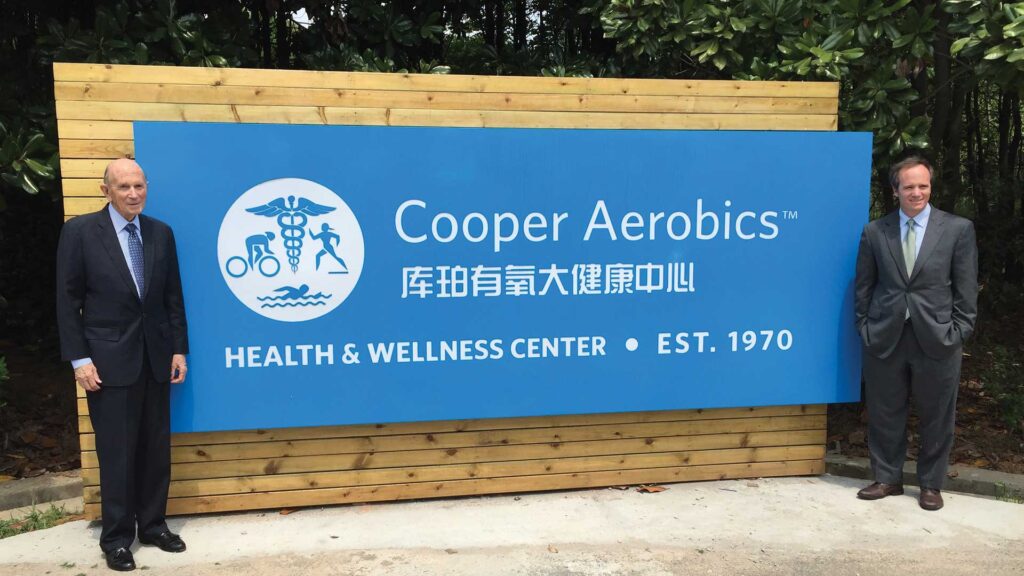 Cooper Aerobics™
库珀有氧大健康中心
HEALTH & WELLNESS CENTER • EST. 1970